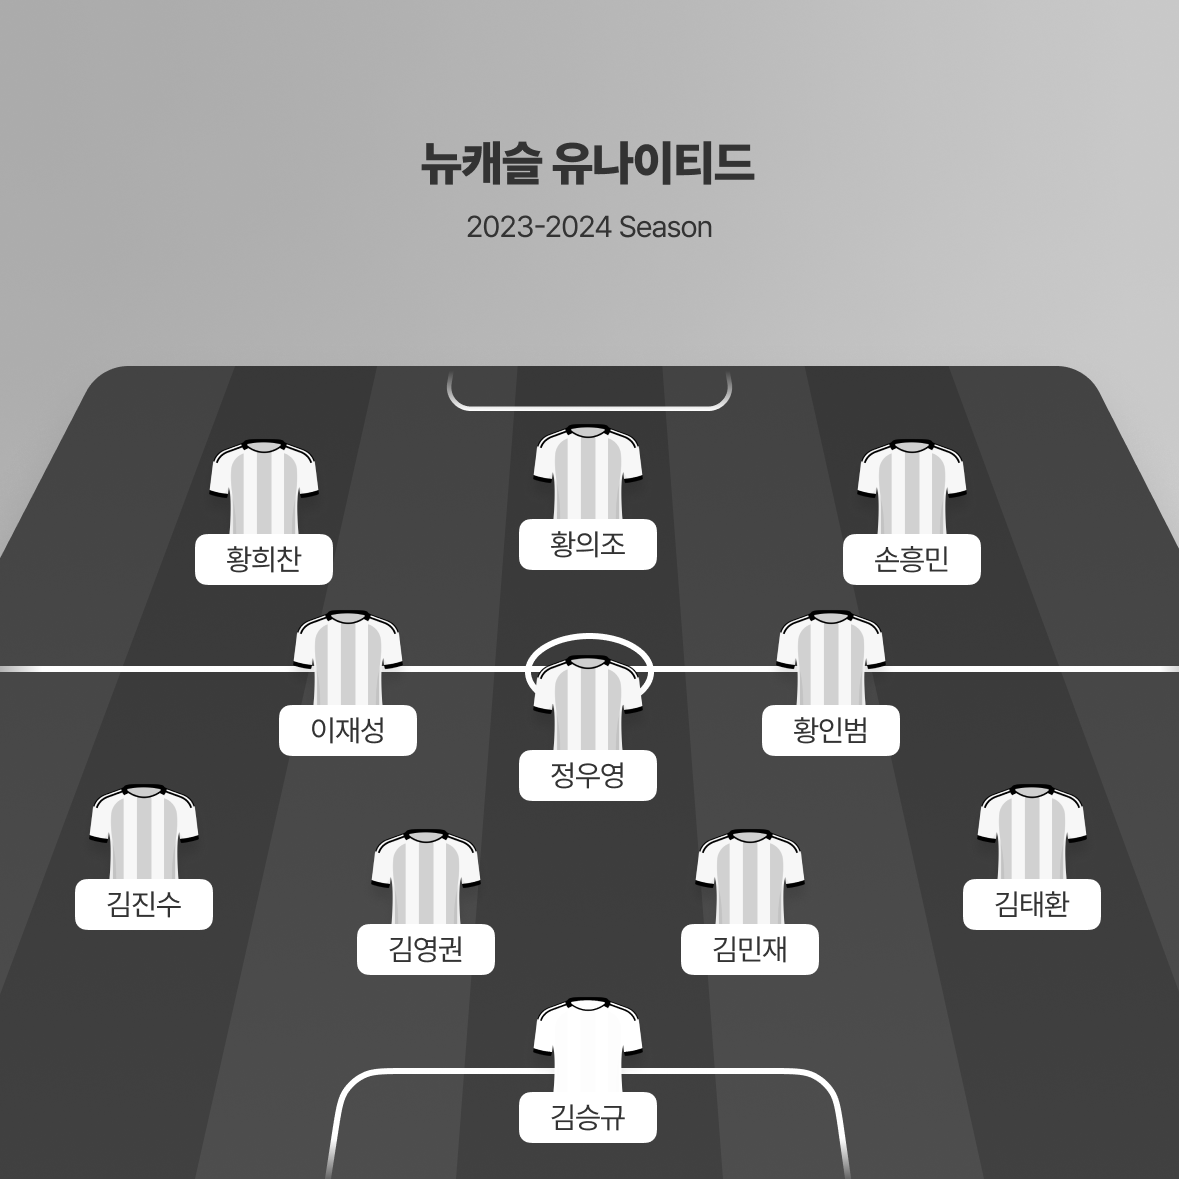 뉴캐슬 유나이티드
2023-2024 Season
황희찬
황의조
손흥민
이재성
정우영
황인범
김진수
김영권
김민재
김태환
김승규